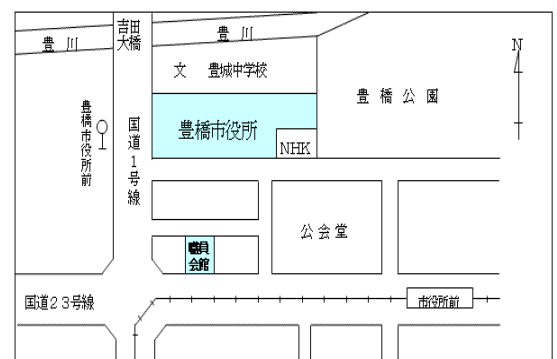 吉田
大橋
豊 川
豊 川
N
文 豊城中学校
豊橋公園
豊橋市役所前
国道1号線
豊橋市役所
NHK
公会堂
職員
会館
国道23号線
市役所前